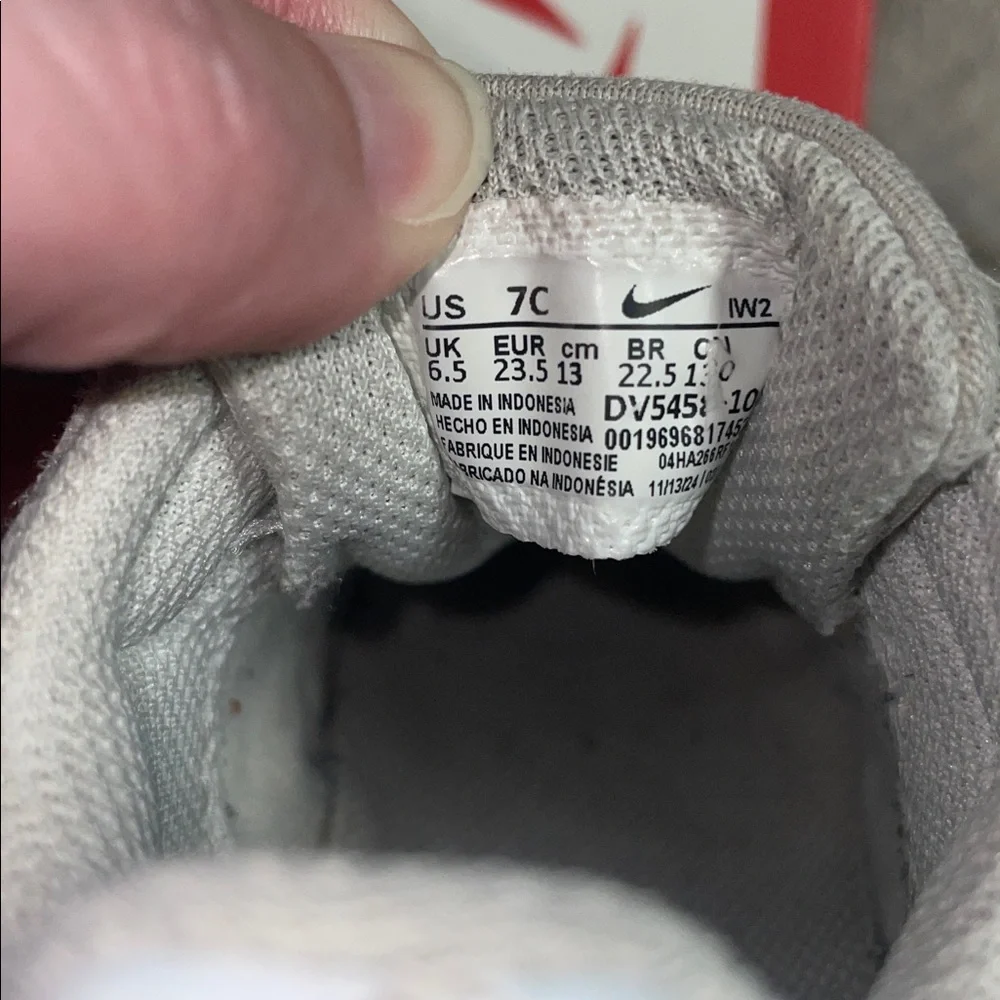 US 7C IW2
UK EUR cm BR
6.5 23.5 13 22.5
MADE IN INDONESIA
HECHO EN INDONESIA
FABRIQUE EN INDONESIE
NA INDONÉSIA